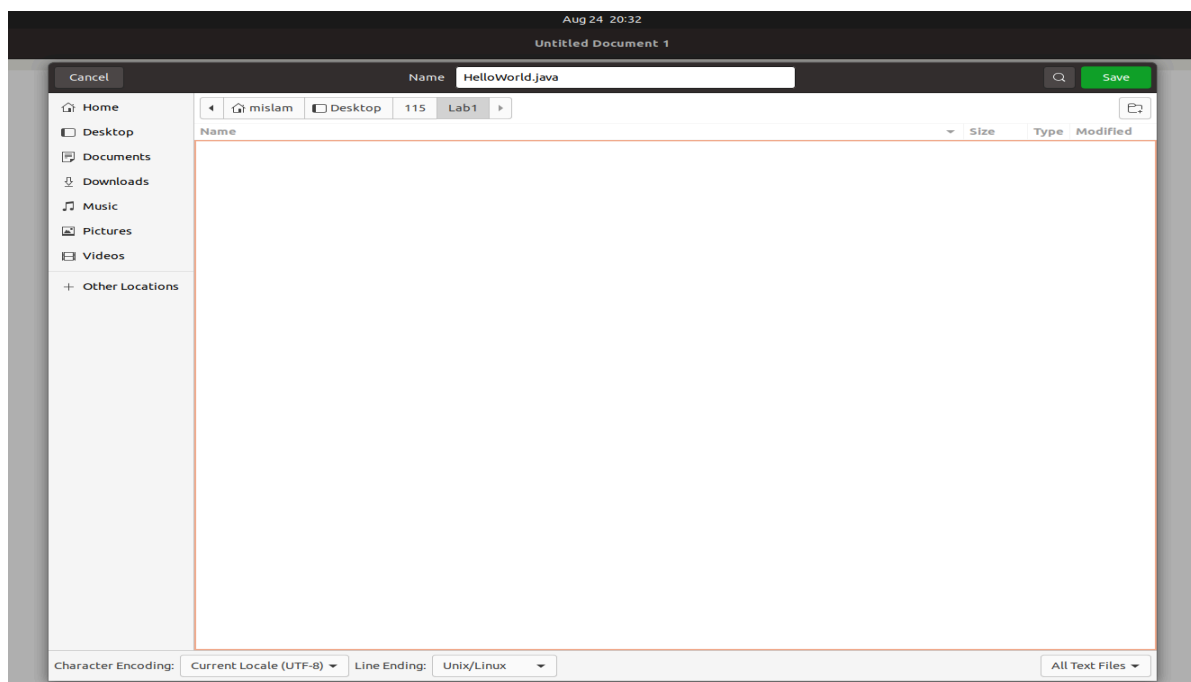 Aug 24 20:32
Untitled Document 1
Cancel Name HelloWorld.java Save
Home mislam Desktop 115 Lab1
Desktop Name Size Type Modified
Documents
Downloads
Music
Pictures
Videos
Other Locations
Character Encoding: Current Locale (UTF-8) Line Ending: Unix/Linux All Text Files